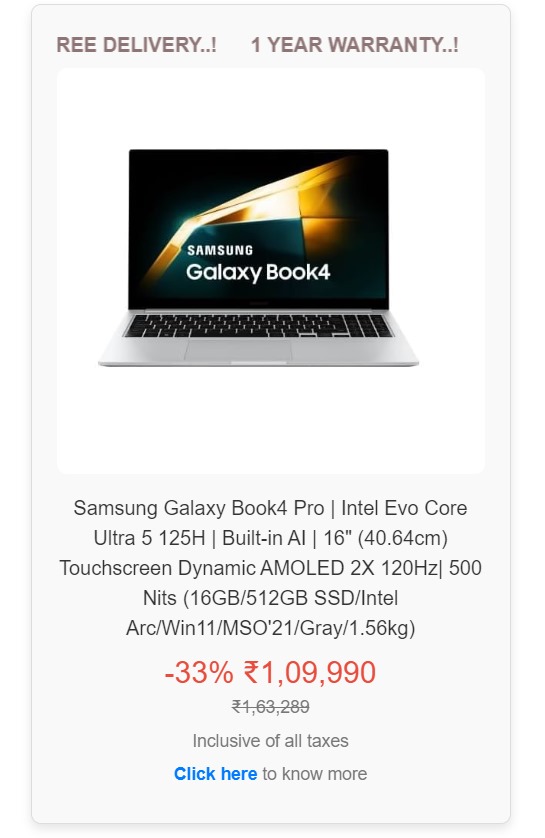 REE DELIVERY..! 1 YEAR WARRANTY..!
SAMSUNG
Galaxy Book4
Samsung Galaxy Book4 Pro | Intel Evo Core
Ultra 5 125H | Built-in AI | 16" (40.64cm)
Touchscreen Dynamic AMOLED 2X 120Hz| 500
Nits (16GB/512GB SSD/Intel
Arc/Win11/MSO'21/Gray/1.56kg)
-33% ₹1,09,990
₹1,63,289
Inclusive of all taxes
Click here to know more